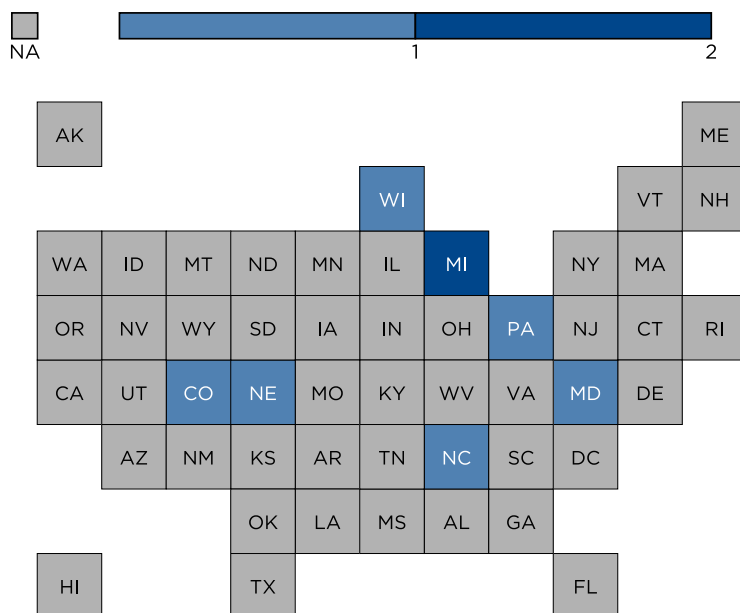 NA 1 2
AK ME
WI VT NH
WA ID MT ND MN IL MI NY MA
OR NV WY SD IA IN OH PA NJ CT RI
CA UT CO NE MO KY WV VA MD DE
AZ NM KS AR TN NC SC DC
OK LA MS AL GA
HI TX FL